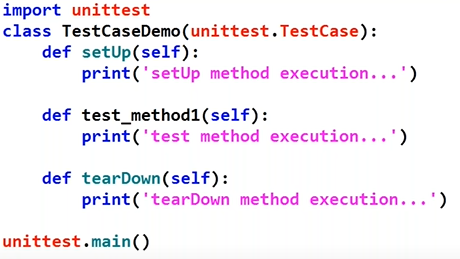 import unittest
class TestCaseDemo(unittest.TestCase):
    def setUp(self):
        print('setUp method execution...')
    def test_method1(self):
        print('test method execution...')
    def tearDown(self):
        print('tearDown method execution...')
unittest.main()